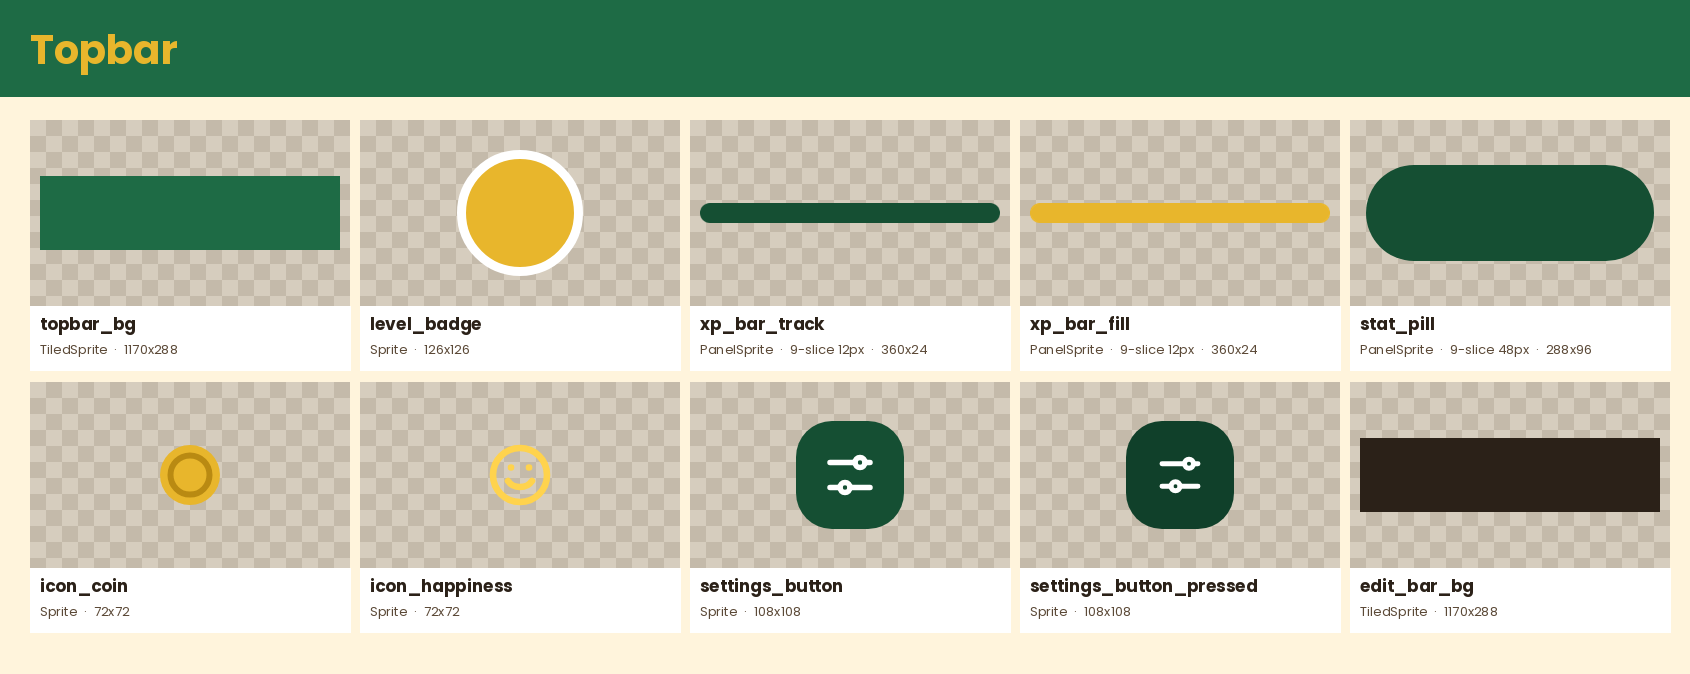 Topbar
topbar_bg
TiledSprite · 1170x288
level_badge
Sprite · 126x126
xp_bar_track
PanelSprite · 9-slice 12px · 360x24
xp_bar_fill
PanelSprite · 9-slice 12px · 360x24
stat_pill
PanelSprite · 9-slice 48px · 288x96
icon_coin
Sprite · 72x72
icon_happiness
Sprite · 72x72
settings_button
Sprite · 108x108
settings_button_pressed
Sprite · 108x108
edit_bar_bg
TiledSprite · 1170x288